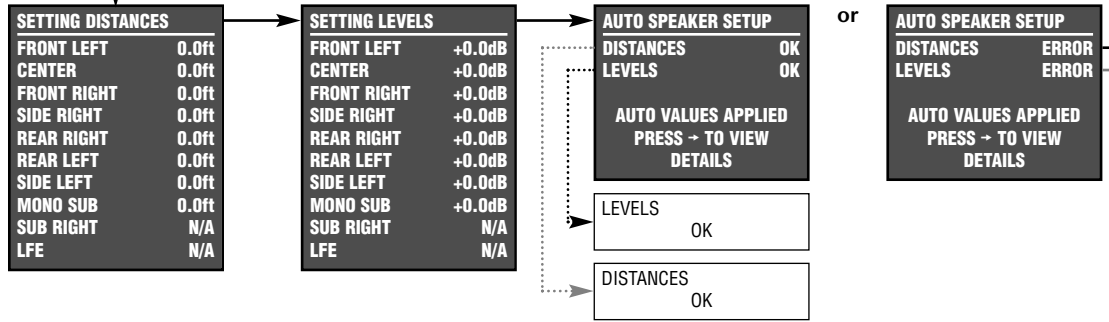 SETTING DISTANCES
FRONT LEFT 0.0ft
CENTER 0.0ft
FRONT RIGHT 0.0ft
SIDE RIGHT 0.0ft
REAR RIGHT 0.0ft
REAR LEFT 0.0ft
SIDE LEFT 0.0ft
MONO SUB 0.0ft
SUB RIGHT N/A
LFE N/A
SETTING LEVELS
FRONT LEFT +0.0dB
CENTER +0.0dB
FRONT RIGHT +0.0dB
SIDE RIGHT +0.0dB
REAR RIGHT +0.0dB
REAR LEFT +0.0dB
SIDE LEFT +0.0dB
MONO SUB +0.0dB
SUB RIGHT N/A
LFE N/A
AUTO SPEAKER SETUP
DISTANCES OK
LEVELS OK
AUTO VALUES APPLIED
PRESS → TO VIEW
DETAILS
LEVELS
OK
DISTANCES
OK
or
AUTO SPEAKER SETUP
DISTANCES ERROR
LEVELS ERROR
AUTO VALUES APPLIED
PRESS → TO VIEW
DETAILS